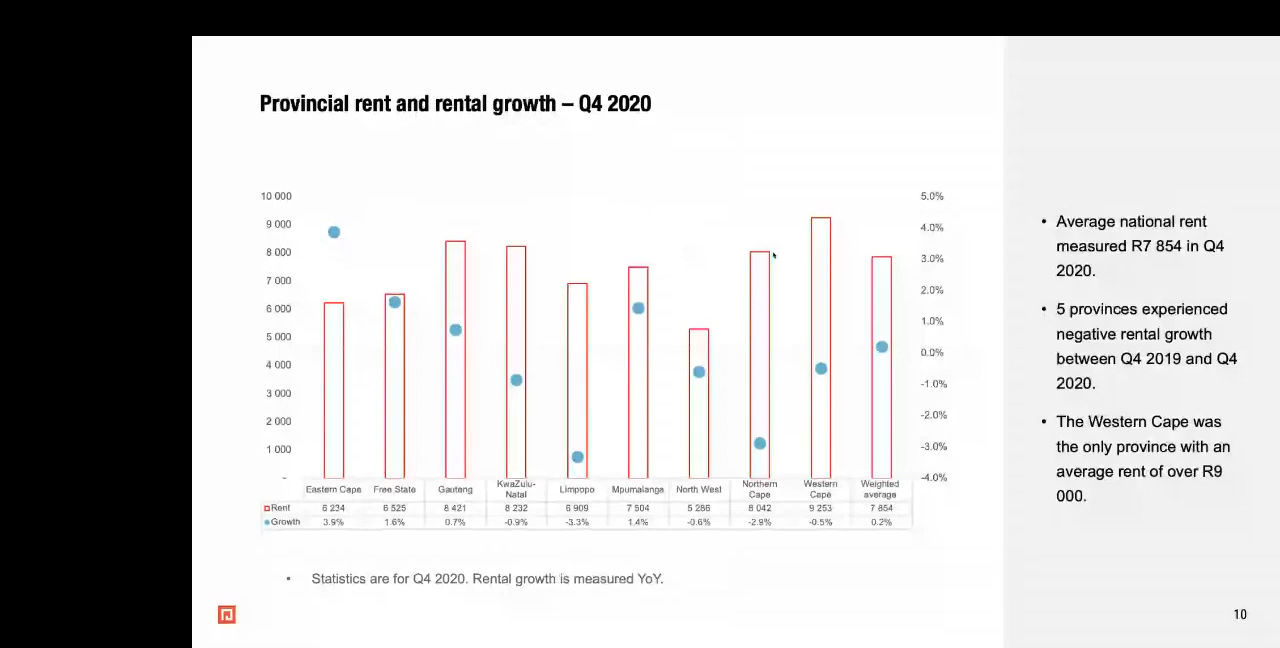 Provincial rent and rental growth – Q4 2020
10 000
9 000
8 000
7 000
6 000
5 000
4 000
3 000
2 000
1 000
-
5.0%
4.0%
3.0%
2.0%
1.0%
0.0%
-1.0%
-2.0%
-3.0%
-4.0%
Eastern Cape Free State Gauteng KwaZulu-Natal Limpopo Mpumalanga North West Northern Cape Western Cape Weighted average
Rent 6 234 6 525 8 421 8 232 6 909 7 504 5 286 8 042 9 253 7 854
Growth 3.9% 1.6% 0.7% -0.9% -3.3% 1.4% -0.6% -2.9% -0.5% 0.2%
• Statistics are for Q4 2020. Rental growth is measured YoY.
• Average national rent
measured R7 854 in Q4
2020.
• 5 provinces experienced
negative rental growth
between Q4 2019 and Q4
2020.
• The Western Cape was
the only province with an
average rent of over R9
000.
10